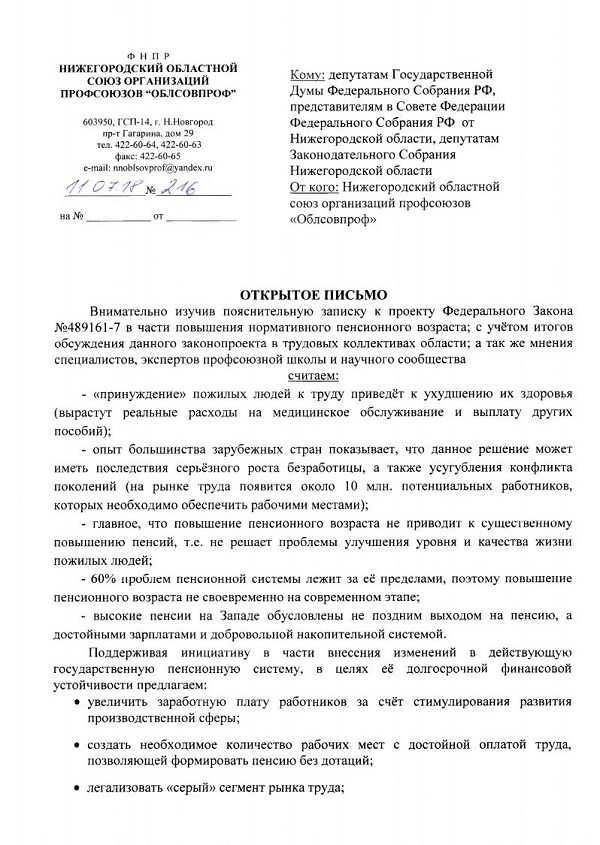 Ф Н П Р
НИЖЕГОРОДСКИЙ ОБЛАСТНОЙ
СОЮЗ ОРГАНИЗАЦИЙ
ПРОФСОЮЗОВ “ОБЛСОВПРОФ”
603950, ГСП-14, г. Н.Новгород
пр-т Гагарина, дом 29
тел. 422-60-64, 422-60-63
факс: 422-60-65
e-mail: nnoblsovprof@yandex.ru
11 07 18 № 216
на № ____________ от ____________
Кому: депутатам Государственной
Думы Федерального Собрания РФ,
представителям в Совете Федерации
Федерального Собрания РФ от
Нижегородской области, депутатам
Законодательного Собрания
Нижегородской области
От кого: Нижегородский областной
союз организаций профсоюзов
«Облсовпроф»
ОТКРЫТОЕ ПИСЬМО
Внимательно изучив пояснительную записку к проекту Федерального Закона
№489161-7 в части повышения нормативного пенсионного возраста; с учётом итогов
обсуждения данного законопроекта в трудовых коллективах области; а так же мнения
специалистов, экспертов профсоюзной школы и научного сообщества
считаем:
- «принуждение» пожилых людей к труду приведёт к ухудшению их здоровья
(вырастут реальные расходы на медицинское обслуживание и выплату других
пособий);
- опыт большинства зарубежных стран показывает, что данное решение может
иметь последствия серьёзного роста безработицы, а также усугубления конфликта
поколений (на рынке труда появится около 10 млн. потенциальных работников,
которых необходимо обеспечить рабочими местами);
- главное, что повышение пенсионного возраста не приводит к существенному
повышению пенсий, т.е. не решает проблемы улучшения уровня и качества жизни
пожилых людей;
- 60% проблем пенсионной системы лежит за её пределами, поэтому повышение
пенсионного возраста не своевременно на современном этапе;
- высокие пенсии на Западе обусловлены не поздним выходом на пенсию, а
достойными зарплатами и добровольной накопительной системой.
Поддерживая инициативу в части внесения изменений в действующую
государственную пенсионную систему, в целях её долгосрочной финансовой
устойчивости предлагаем:
• увеличить заработную плату работников за счёт стимулирования развития
производственной сферы;
• создать необходимое количество рабочих мест с достойной оплатой труда,
позволяющей формировать пенсию без дотаций;
• легализовать «серый» сегмент рынка труда;